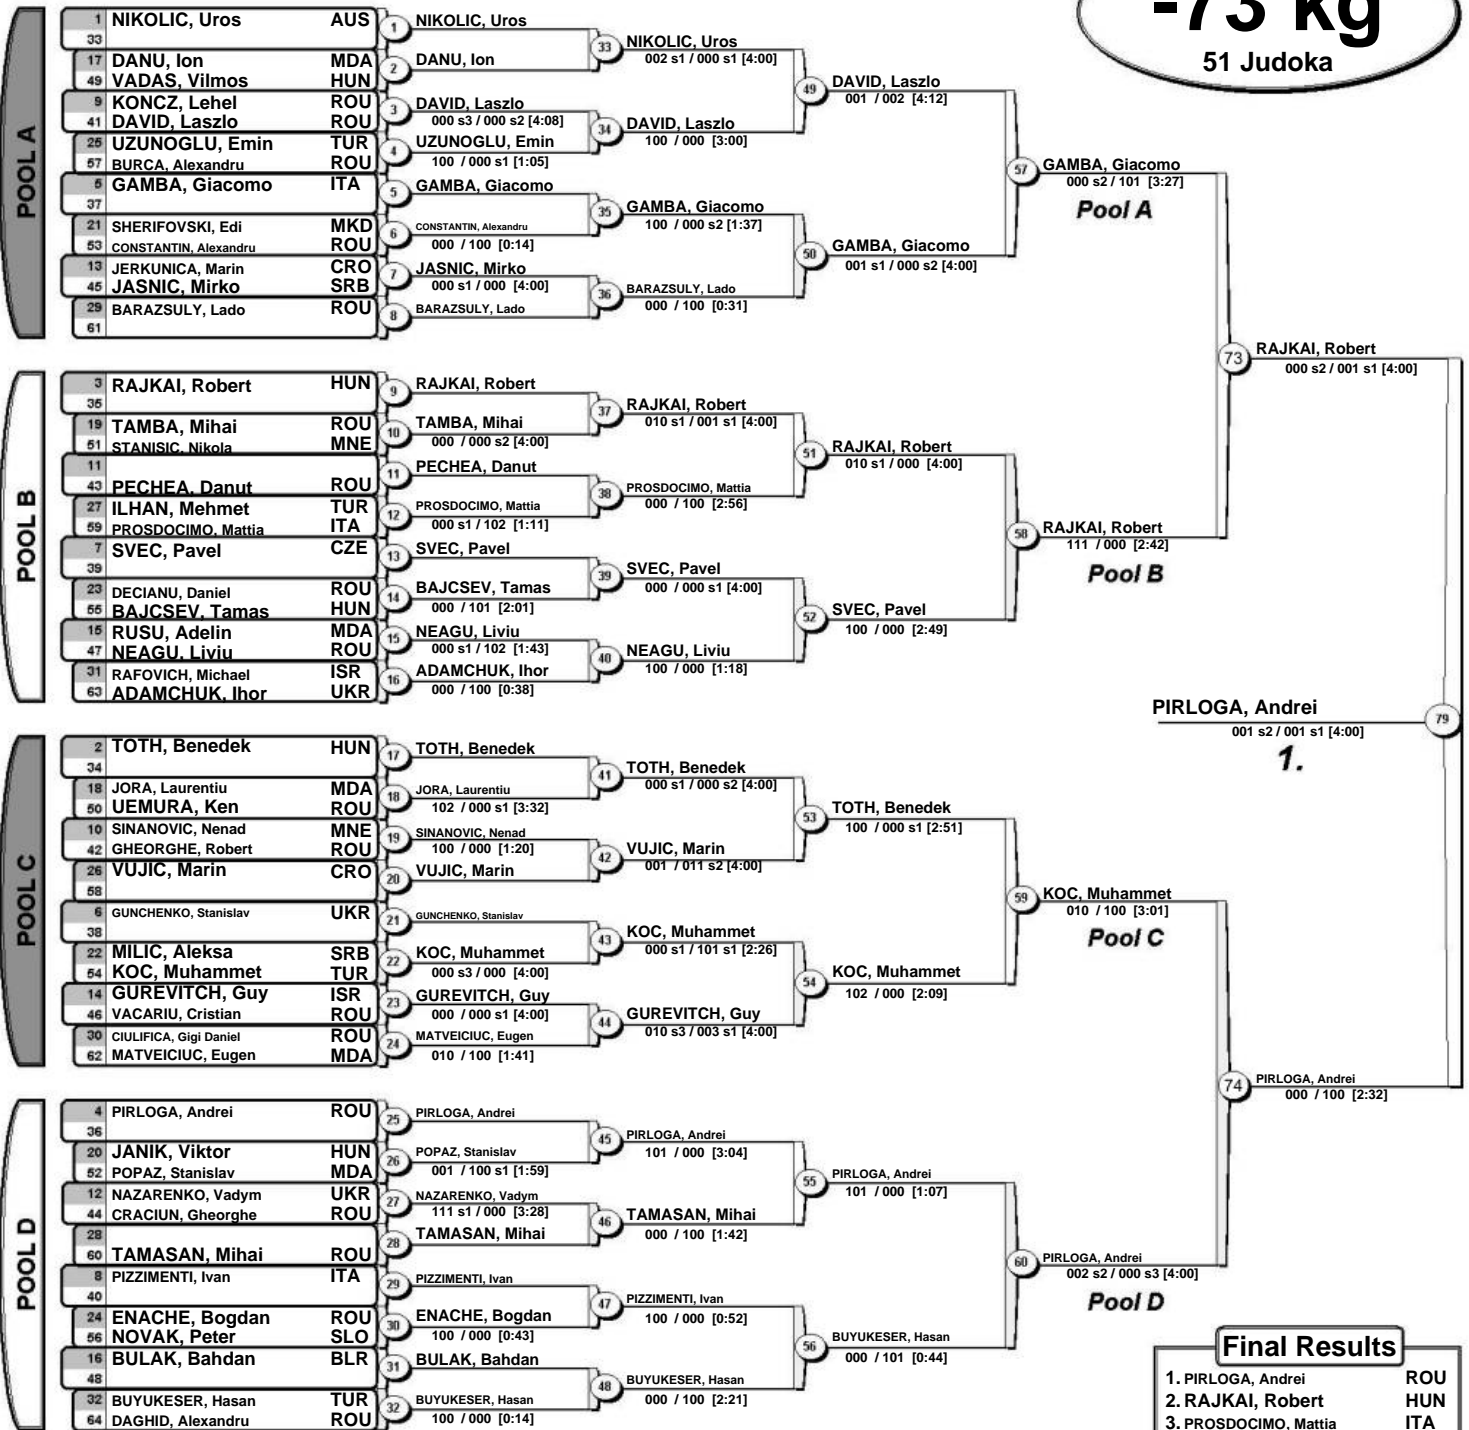 -73 kg
51 Judoka
POOL A
1 NIKOLIC, Uros AUS
33
17 DANU, Ion MDA
49 VADAS, Vilmos HUN
9 KONCZ, Lehel ROU
41 DAVID, Laszlo ROU
25 UZUNOGLU, Emin TUR
57 BURCA, Alexandru ROU
5 GAMBA, Giacomo ITA
37
21 SHERIFOVSKI, Edi MKD
53 CONSTANTIN, Alexandru ROU
13 JERKUNICA, Marin CRO
45 JASNIC, Mirko SRB
29 BARAZSULY, Lado ROU
61
1 NIKOLIC, Uros
2 DANU, Ion
3 DAVID, Laszlo
000 s3 / 000 s2 [4:08]
4 UZUNOGLU, Emin
100 / 000 s1 [1:05]
5 GAMBA, Giacomo
6 CONSTANTIN, Alexandru
000 / 100 [0:14]
7 JASNIC, Mirko
000 s1 / 000 [4:00]
8 BARAZSULY, Lado
33 NIKOLIC, Uros
002 s1 / 000 s1 [4:00]
34 DAVID, Laszlo
100 / 000 [3:00]
35 GAMBA, Giacomo
100 / 000 s2 [1:37]
36 BARAZSULY, Lado
000 / 100 [0:31]
49 DAVID, Laszlo
001 / 002 [4:12]
50 GAMBA, Giacomo
001 s1 / 000 s2 [4:00]
57 GAMBA, Giacomo
000 s2 / 101 [3:27]
Pool A
POOL B
3 RAJKAI, Robert HUN
35
19 TAMBA, Mihai ROU
51 STANISIC, Nikola MNE
11
43 PECHEA, Danut ROU
27 ILHAN, Mehmet TUR
59 PROSDOCIMO, Mattia ITA
7 SVEC, Pavel CZE
39
23 DECIANU, Daniel ROU
55 BAJCSEV, Tamas HUN
15 RUSU, Adelin MDA
47 NEAGU, Liviu ROU
31 RAFOVICH, Michael ISR
63 ADAMCHUK, Ihor UKR
9 RAJKAI, Robert
10 TAMBA, Mihai
000 / 000 s2 [4:00]
11 PECHEA, Danut
12 PROSDOCIMO, Mattia
000 s1 / 102 [1:11]
13 SVEC, Pavel
14 BAJCSEV, Tamas
000 / 101 [2:01]
15 NEAGU, Liviu
000 s1 / 102 [1:43]
16 ADAMCHUK, Ihor
000 / 100 [0:38]
37 RAJKAI, Robert
010 s1 / 001 s1 [4:00]
38 PROSDOCIMO, Mattia
000 / 100 [2:56]
39 SVEC, Pavel
000 / 000 s1 [4:00]
40 NEAGU, Liviu
100 / 000 [1:18]
51 RAJKAI, Robert
010 s1 / 000 [4:00]
52 SVEC, Pavel
100 / 000 [2:49]
58 RAJKAI, Robert
111 / 000 [2:42]
Pool B
73 RAJKAI, Robert
000 s2 / 001 s1 [4:00]
PIRLOGA, Andrei 79
001 s2 / 001 s1 [4:00]
1.
POOL C
2 TOTH, Benedek HUN
34
18 JORA, Laurentiu MDA
50 UEMURA, Ken ROU
10 SINANOVIC, Nenad MNE
42 GHEORGHE, Robert ROU
26 VUJIC, Marin CRO
58
6 GUNCHENKO, Stanislav UKR
38
22 MILIC, Aleksa SRB
54 KOC, Muhammet TUR
14 GUREVITCH, Guy ISR
46 VACARIU, Cristian ROU
30 CIULIFICA, Gigi Daniel ROU
62 MATVEICIUC, Eugen MDA
17 TOTH, Benedek
18 JORA, Laurentiu
102 / 000 s1 [3:32]
19 SINANOVIC, Nenad
100 / 000 [1:20]
20 VUJIC, Marin
21 GUNCHENKO, Stanislav
22 KOC, Muhammet
000 s3 / 000 [4:00]
23 GUREVITCH, Guy
000 / 000 s1 [4:00]
24 MATVEICIUC, Eugen
010 / 100 [1:41]
41 TOTH, Benedek
000 s1 / 000 s2 [4:00]
42 VUJIC, Marin
001 / 011 s2 [4:00]
43 KOC, Muhammet
000 s1 / 101 s1 [2:26]
44 GUREVITCH, Guy
010 s3 / 003 s1 [4:00]
53 TOTH, Benedek
100 / 000 s1 [2:51]
54 KOC, Muhammet
102 / 000 [2:09]
59 KOC, Muhammet
010 / 100 [3:01]
Pool C
74 PIRLOGA, Andrei
000 / 100 [2:32]
POOL D
4 PIRLOGA, Andrei ROU
36
20 JANIK, Viktor HUN
52 POPAZ, Stanislav MDA
12 NAZARENKO, Vadym UKR
44 CRACIUN, Gheorghe ROU
28
60 TAMASAN, Mihai ROU
8 PIZZIMENTI, Ivan ITA
40
24 ENACHE, Bogdan ROU
56 NOVAK, Peter SLO
16 BULAK, Bahdan BLR
48
32 BUYUKESER, Hasan TUR
64 DAGHID, Alexandru ROU
25 PIRLOGA, Andrei
26 POPAZ, Stanislav
001 / 100 s1 [1:59]
27 NAZARENKO, Vadym
111 s1 / 000 [3:28]
28 TAMASAN, Mihai
29 PIZZIMENTI, Ivan
30 ENACHE, Bogdan
100 / 000 [0:43]
31 BULAK, Bahdan
32 BUYUKESER, Hasan
100 / 000 [0:14]
45 PIRLOGA, Andrei
101 / 000 [3:04]
46 TAMASAN, Mihai
000 / 100 [1:42]
47 PIZZIMENTI, Ivan
100 / 000 [0:52]
48 BUYUKESER, Hasan
000 / 100 [2:21]
55 PIRLOGA, Andrei
101 / 000 [1:07]
56 BUYUKESER, Hasan
000 / 101 [0:44]
60 PIRLOGA, Andrei
002 s2 / 000 s3 [4:00]
Pool D
Final Results
1. PIRLOGA, Andrei ROU
2. RAJKAI, Robert HUN
3. PROSDOCIMO, Mattia ITA